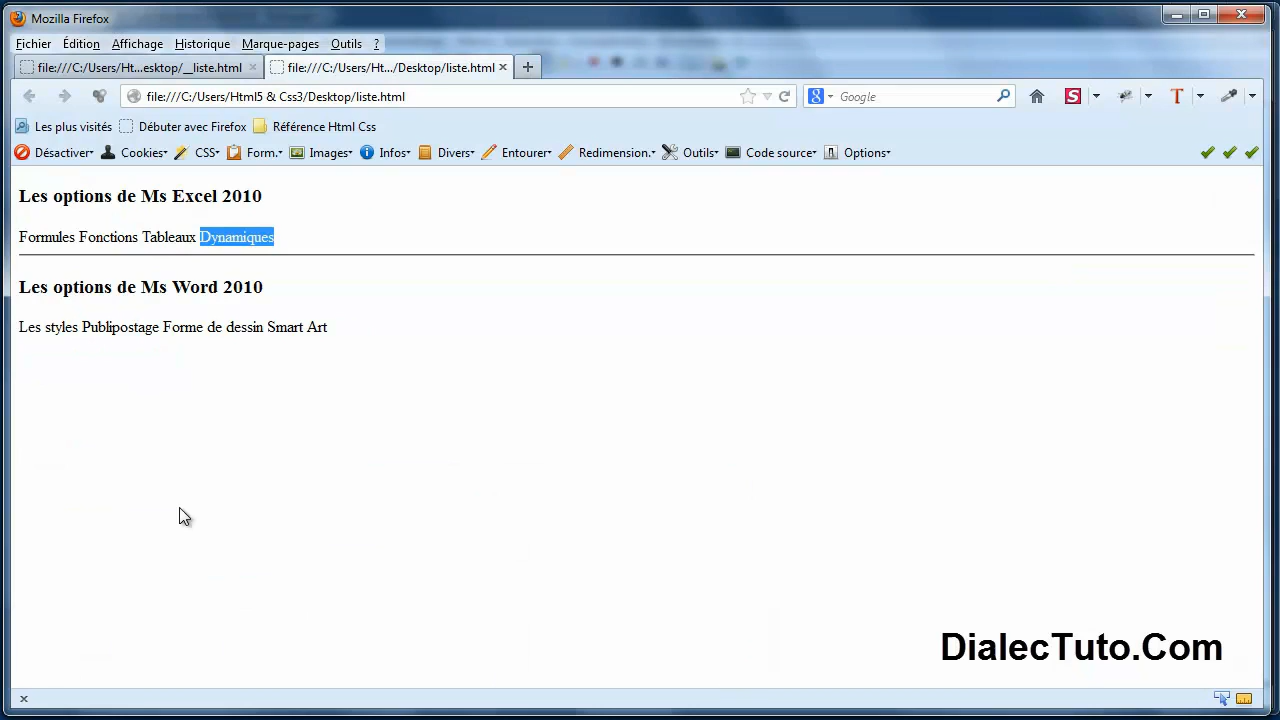 Mozilla Firefox
Fichier Édition Affichage Historique Marque-pages Outils ?
file:///C:/Users/Ht...esktop/__liste.html × file:///C:/Users/Ht.../Desktop/liste.html × +
file:///C:/Users/Html5 & Css3/Desktop/liste.html Google
Les plus visités Débuter avec Firefox Référence Html Css
Désactiver Cookies CSS Form. Images Infos Divers Entourer Redimension. Outils Code source Options
Les options de Ms Excel 2010
Formules Fonctions Tableaux Dynamiques
Les options de Ms Word 2010
Les styles Publipostage Forme de dessin Smart Art
DialecTuto.Com